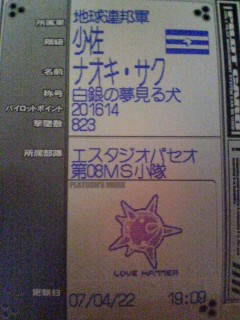 所属軍 地球連邦軍
階級 少佐
名前 ナオキ・サク
称号 白銀の夢見る犬
パイロットポイント 201614
撃墜数 823
所属部隊 エスタジオパセオ
第08MS小隊
PLATOON'S MARK
LOVE HAMMER
更新日 07/04/22 19:09